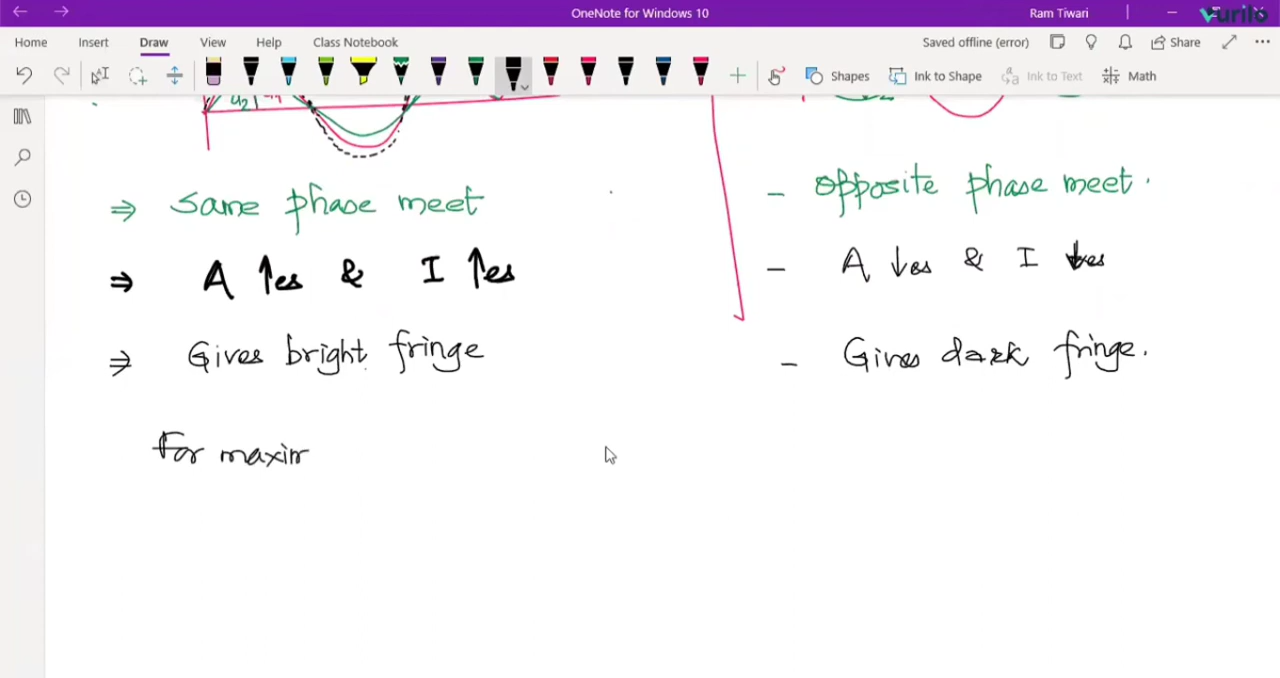 OneNote for Windows 10
Ram Tiwari
Vurilo
Home Insert Draw View Help Class Notebook
Saved offline (error) Share
Shapes Ink to Shape Ink to Text Math
a2
⇒ Same phase meet
⇒ A ↑es & I ↑es
⇒ Gives bright fringe
For maxim
- opposite phase meet.
- A ↓es & I ↓es
- Gives dark fringe.